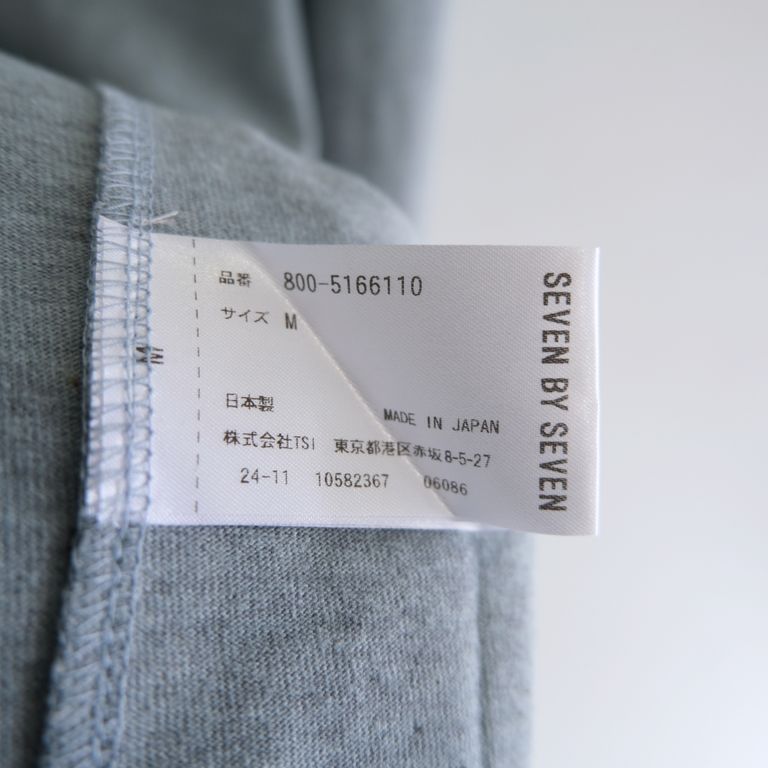 品番 800-5166110
サイズ M
日本製 MADE IN JAPAN
株式会社TSI 東京都港区赤坂8-5-27
24-11 10582367 06086
SEVEN BY SEVEN
M